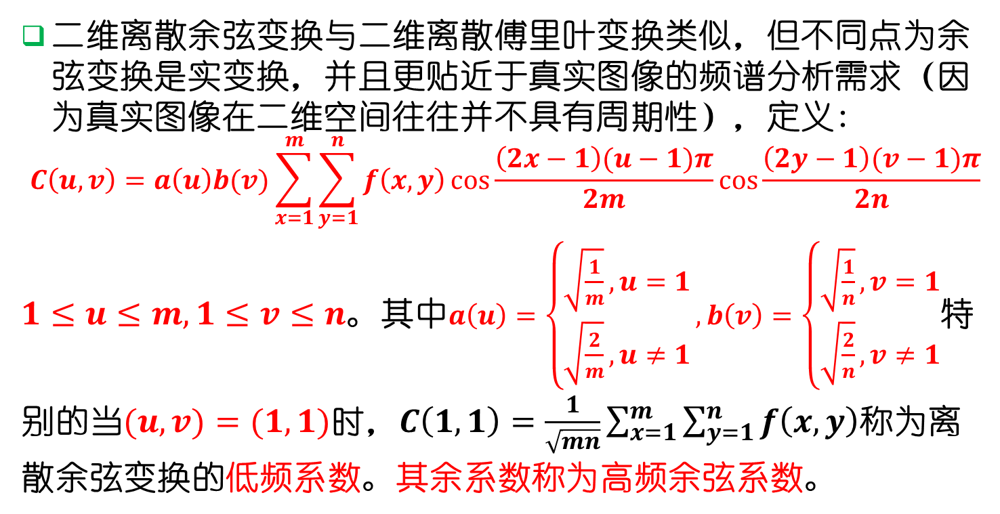 ❑ 二维离散余弦变换与二维离散傅里叶变换类似，但不同点为余
弦变换是实变换，并且更贴近于真实图像的频谱分析需求（因
为真实图像在二维空间往往并不具有周期性），定义：
$C(u,v) = a(u)b(v) \sum_{x=1}^{m} \sum_{y=1}^{n} f(x,y) \cos \frac{(2x-1)(u-1)\pi}{2m} \cos \frac{(2y-1)(v-1)\pi}{2n}$
$1 \le u \le m, 1 \le v \le n$。其中$a(u) = \begin{cases} \sqrt{\frac{1}{m}}, u = 1 \\ \sqrt{\frac{2}{m}}, u \ne 1 \end{cases}, b(v) = \begin{cases} \sqrt{\frac{1}{n}}, v = 1 \\ \sqrt{\frac{2}{n}}, v \ne 1 \end{cases}$特
别的当$(u,v) = (1,1)$时，$C(1,1) = \frac{1}{\sqrt{mn}} \sum_{x=1}^{m} \sum_{y=1}^{n} f(x,y)$称为离
散余弦变换的低频系数。其余系数称为高频余弦系数。